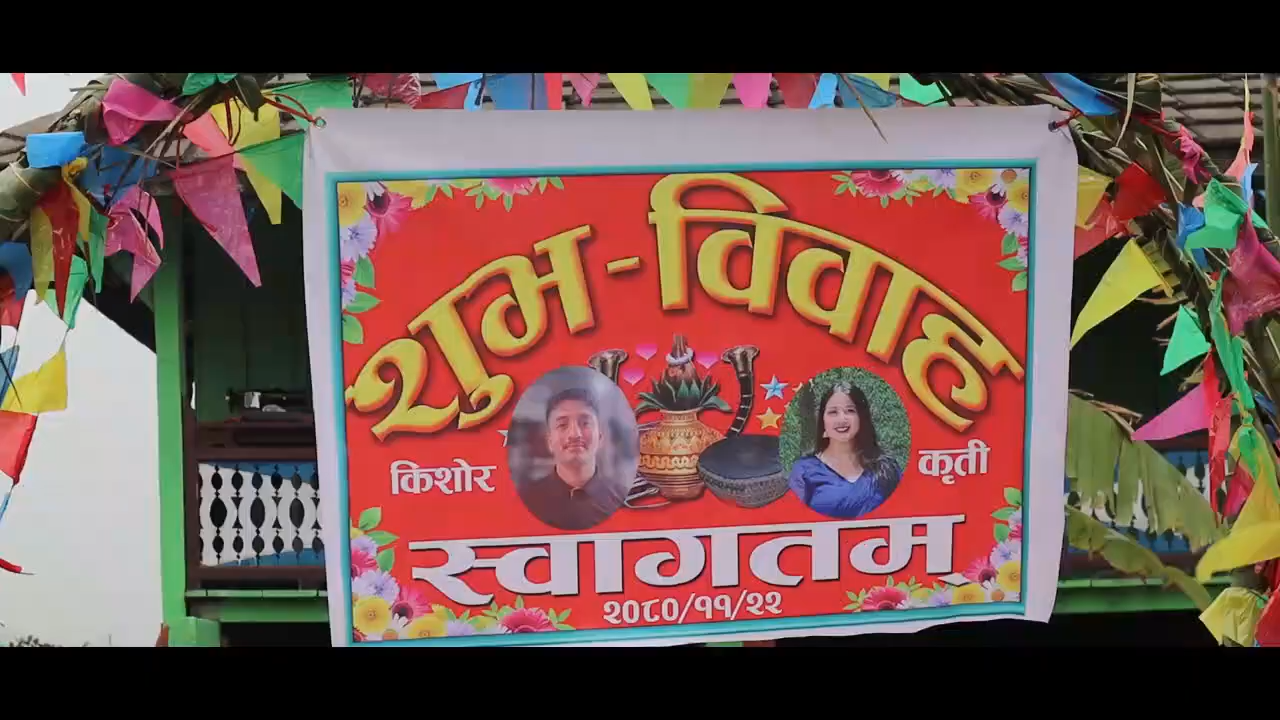 शुभ-विवाह
किशोर
कृती
स्वागतम्
२०८०/११/२२